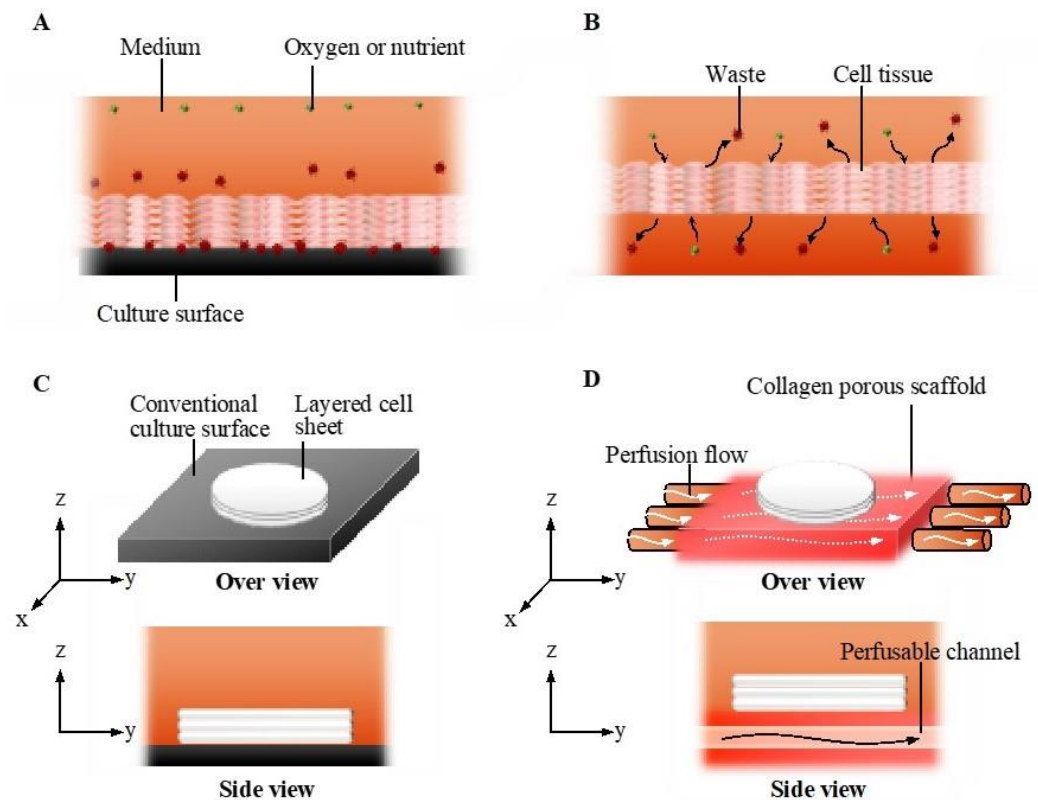 A
Medium
Oxygen or nutrient
Culture surface
B
Waste
Cell tissue
C
Conventional
culture surface
Layered cell
sheet
z
y
x
Over view
z
y
Side view
D
Collagen porous scaffold
Perfusion flow
z
y
x
Over view
Perfusable channel
z
y
Side view